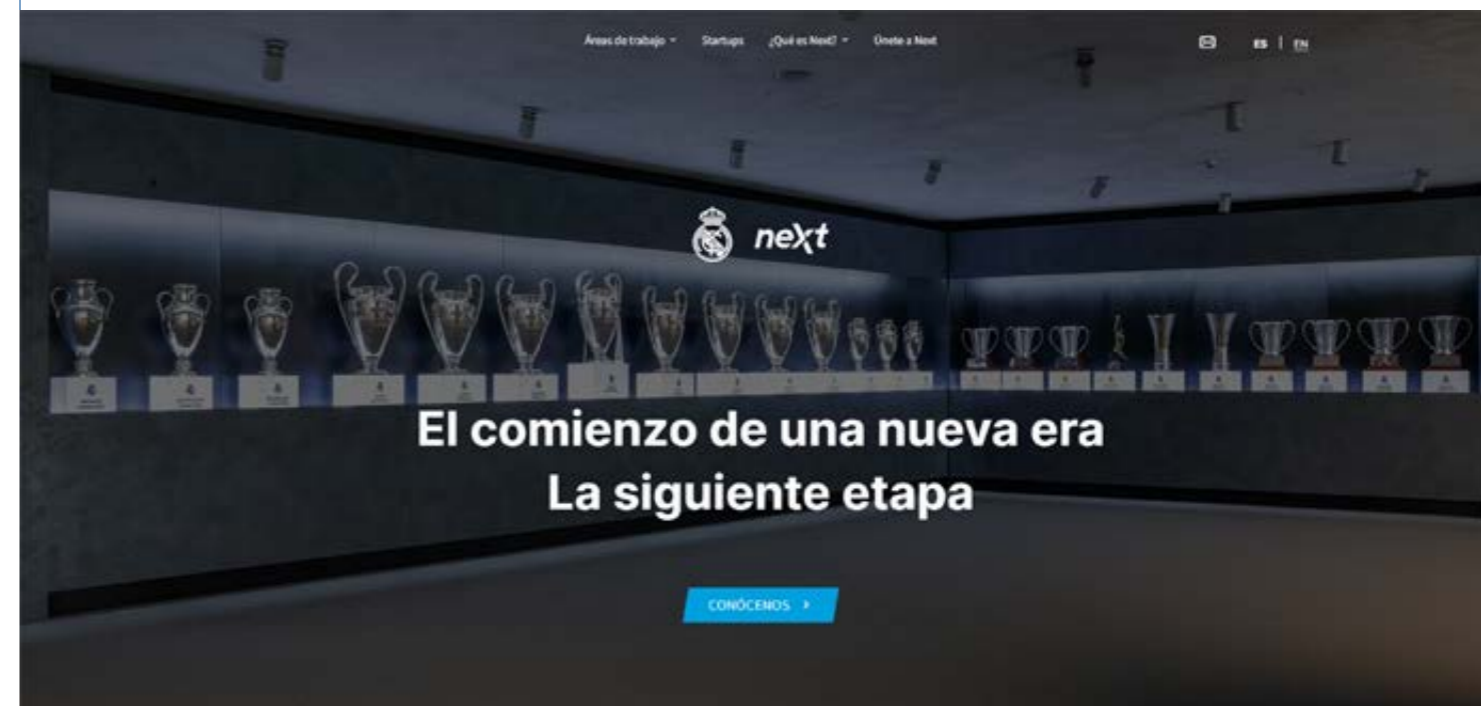 Áreas de trabajo
Startups
¿Qué es Next?
Únete a Next
ES | EN
neXt
El comienzo de una nueva era
La siguiente etapa
CONÓCENOS >